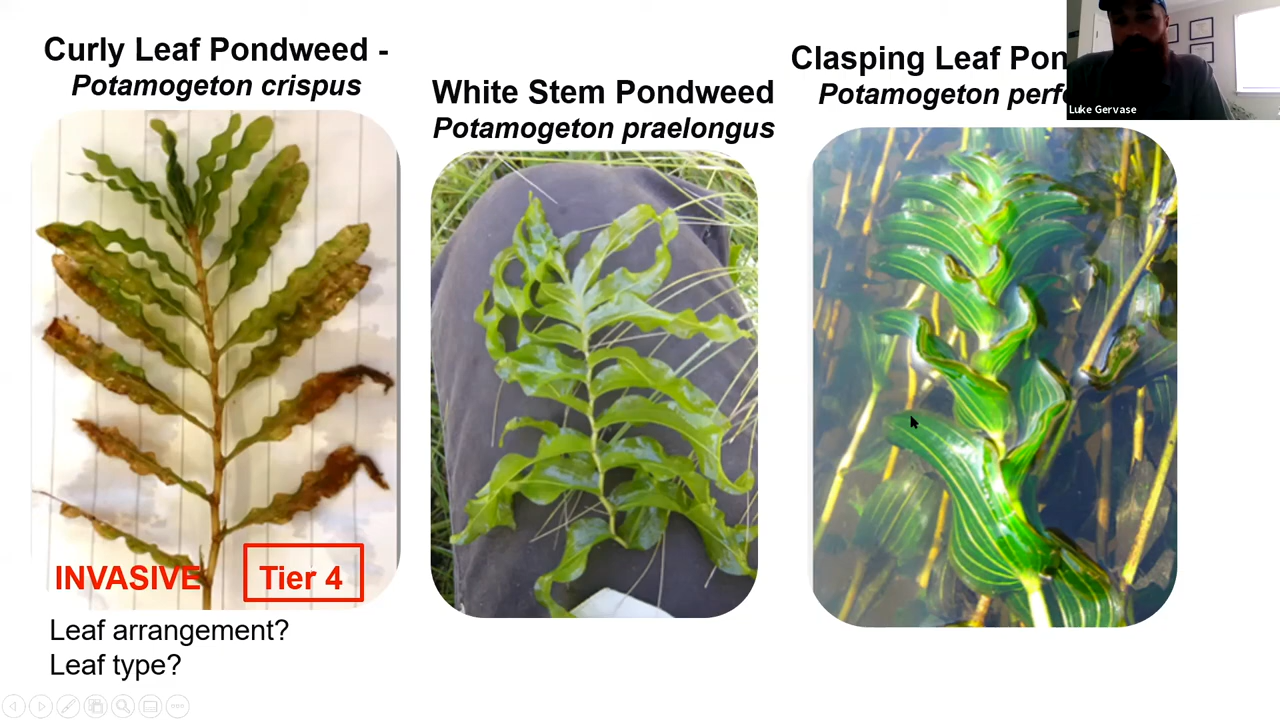 Curly Leaf Pondweed -
Potamogeton crispus
White Stem Pondweed
Potamogeton praelongus
Clasping Leaf Pon
Potamogeton perf
Luke Gervase
INVASIVE
Tier 4
Leaf arrangement?
Leaf type?